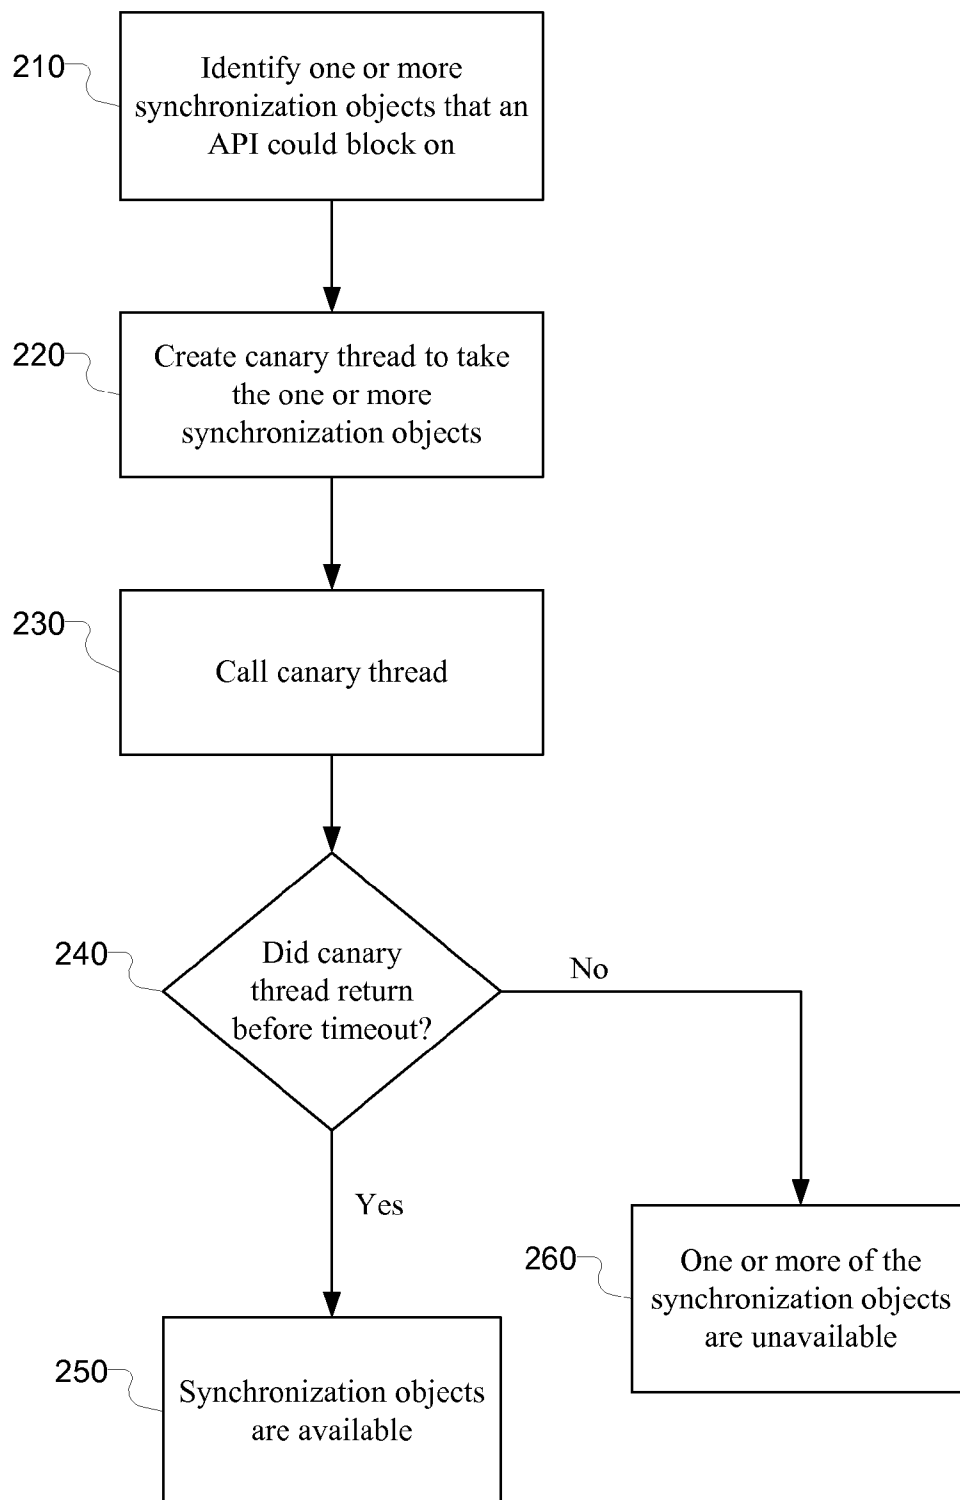 210
Identify one or more
synchronization objects that an
API could block on
220
Create canary thread to take
the one or more
synchronization objects
230
Call canary thread
240
Did canary
thread return
before timeout?
No
Yes
260
One or more of the
synchronization objects
are unavailable
250
Synchronization objects
are available